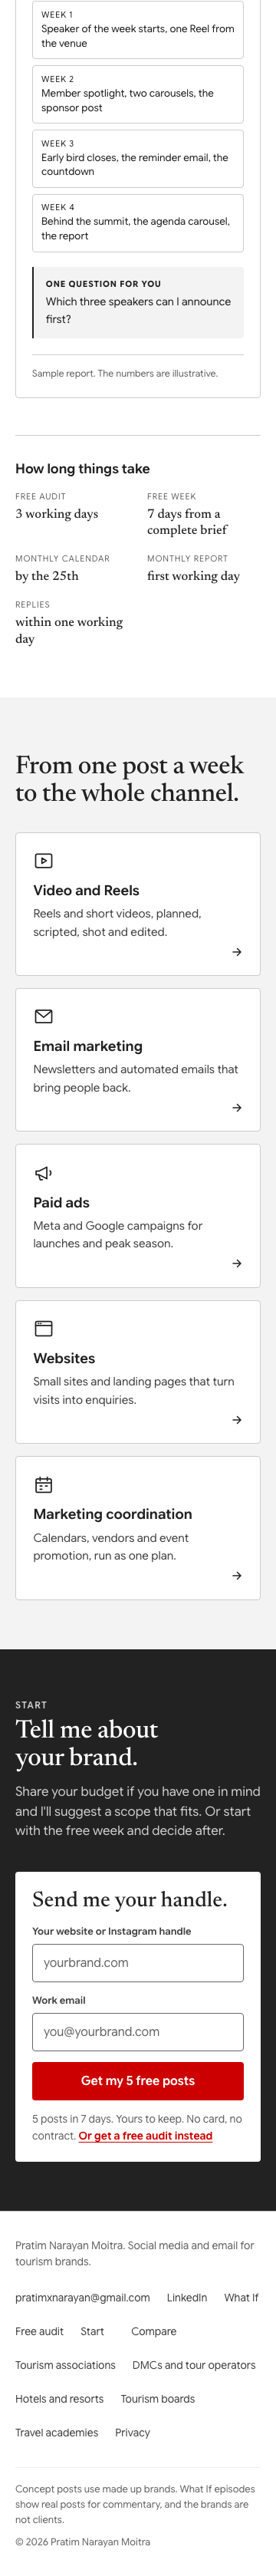 WEEK 1
Speaker of the week starts, one Reel from
the venue
WEEK 2
Member spotlight, two carousels, the
sponsor post
WEEK 3
Early bird closes, the reminder email, the
countdown
WEEK 4
Behind the summit, the agenda carousel,
the report
ONE QUESTION FOR YOU
Which three speakers can I announce
first?
Sample report. The numbers are illustrative.
How long things take
FREE AUDIT
3 working days
FREE WEEK
7 days from a
complete brief
MONTHLY CALENDAR
by the 25th
MONTHLY REPORT
first working day
REPLIES
within one working
day
From one post a week
to the whole channel.
Video and Reels
Reels and short videos, planned,
scripted, shot and edited.
→
Email marketing
Newsletters and automated emails that
bring people back.
→
Paid ads
Meta and Google campaigns for
launches and peak season.
→
Websites
Small sites and landing pages that turn
visits into enquiries.
→
Marketing coordination
Calendars, vendors and event
promotion, run as one plan.
→
START
Tell me about
your brand.
Share your budget if you have one in mind
and I'll suggest a scope that fits. Or start
with the free week and decide after.
Send me your handle.
Your website or Instagram handle
yourbrand.com
Work email
you@yourbrand.com
Get my 5 free posts
5 posts in 7 days. Yours to keep. No card, no
contract. Or get a free audit instead
Pratim Narayan Moitra. Social media and email for
tourism brands.
pratimxnarayan@gmail.com LinkedIn What If
Free audit Start Compare
Tourism associations DMCs and tour operators
Hotels and resorts Tourism boards
Travel academies Privacy
Concept posts use made up brands. What If episodes
show real posts for commentary, and the brands are
not clients.
© 2026 Pratim Narayan Moitra